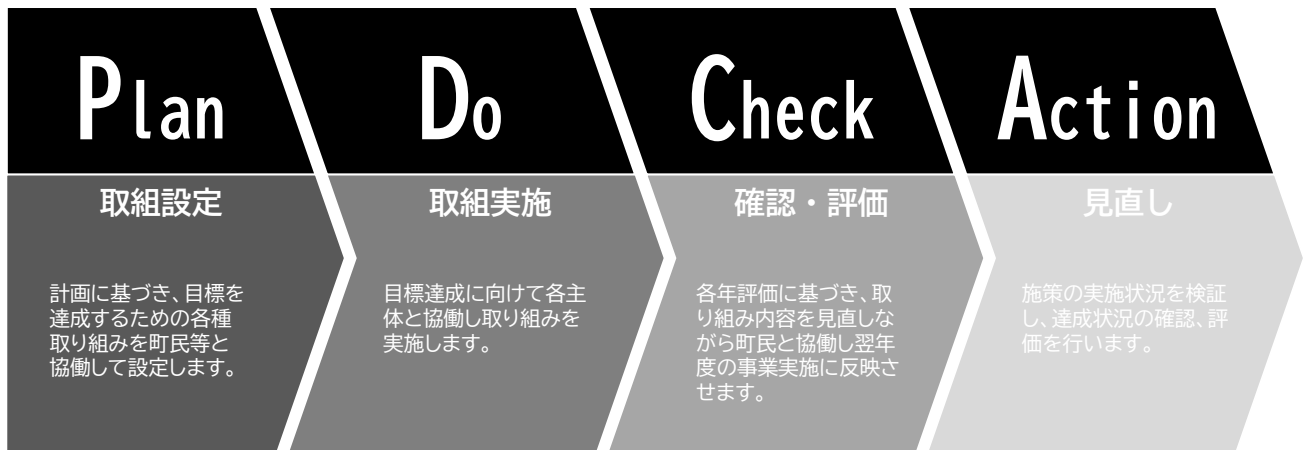 Plan
取組設定
計画に基づき、目標を
達成するための各種
取り組みを町民等と
協働して設定します。
Do
取組実施
目標達成に向けて各主
体と協働し取り組みを
実施します。
Check
確認・評価
各年評価に基づき、取
り組み内容を見直しな
がら町民と協働し翌年
度の事業実施に反映さ
せます。
Action
見直し
施策の実施状況を検証
し、達成状況の確認、評
価を行います。